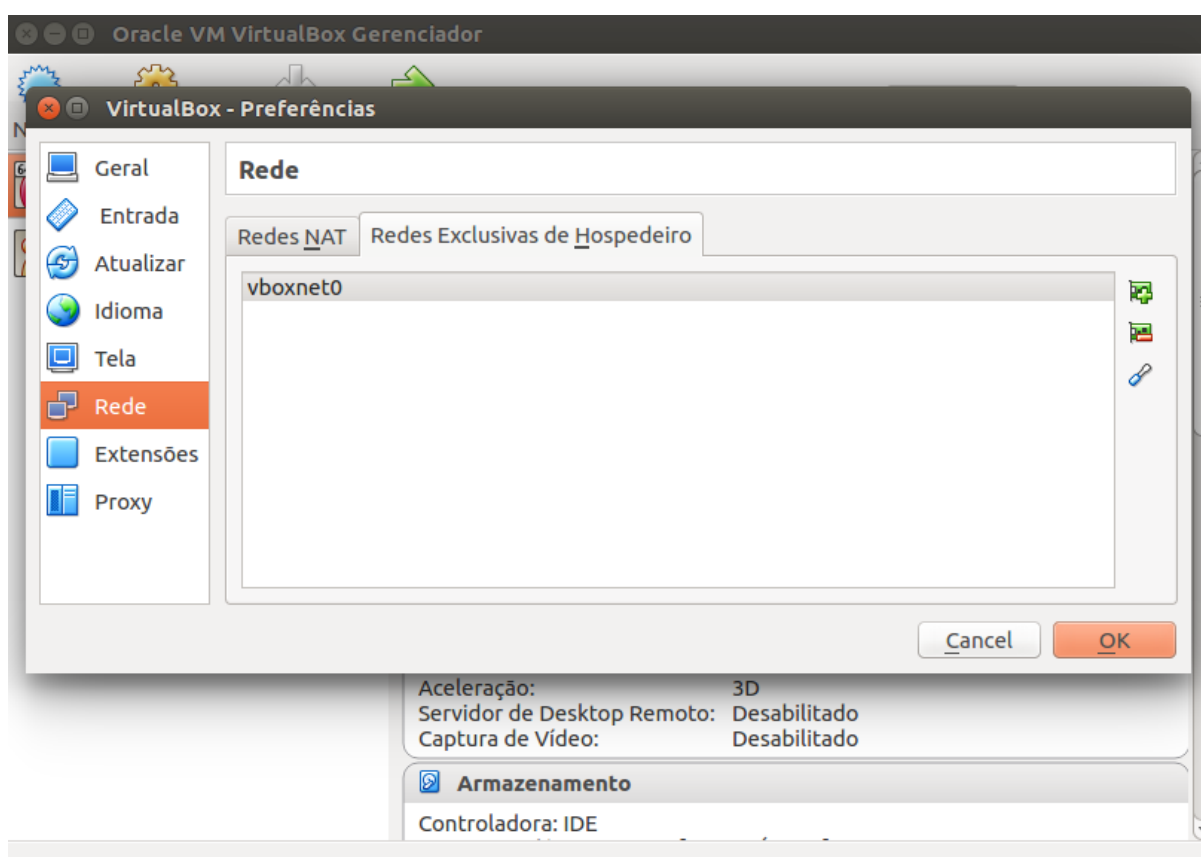 Oracle VM VirtualBox Gerenciador
VirtualBox - Preferências
N
6
Geral
Entrada
Atualizar
Idioma
Tela
Rede
Extensões
Proxy
Rede
Redes NAT
Redes Exclusivas de Hospedeiro
vboxnet0
Cancel
OK
Aceleração: 3D
Servidor de Desktop Remoto: Desabilitado
Captura de Vídeo: Desabilitado
Armazenamento
Controladora: IDE